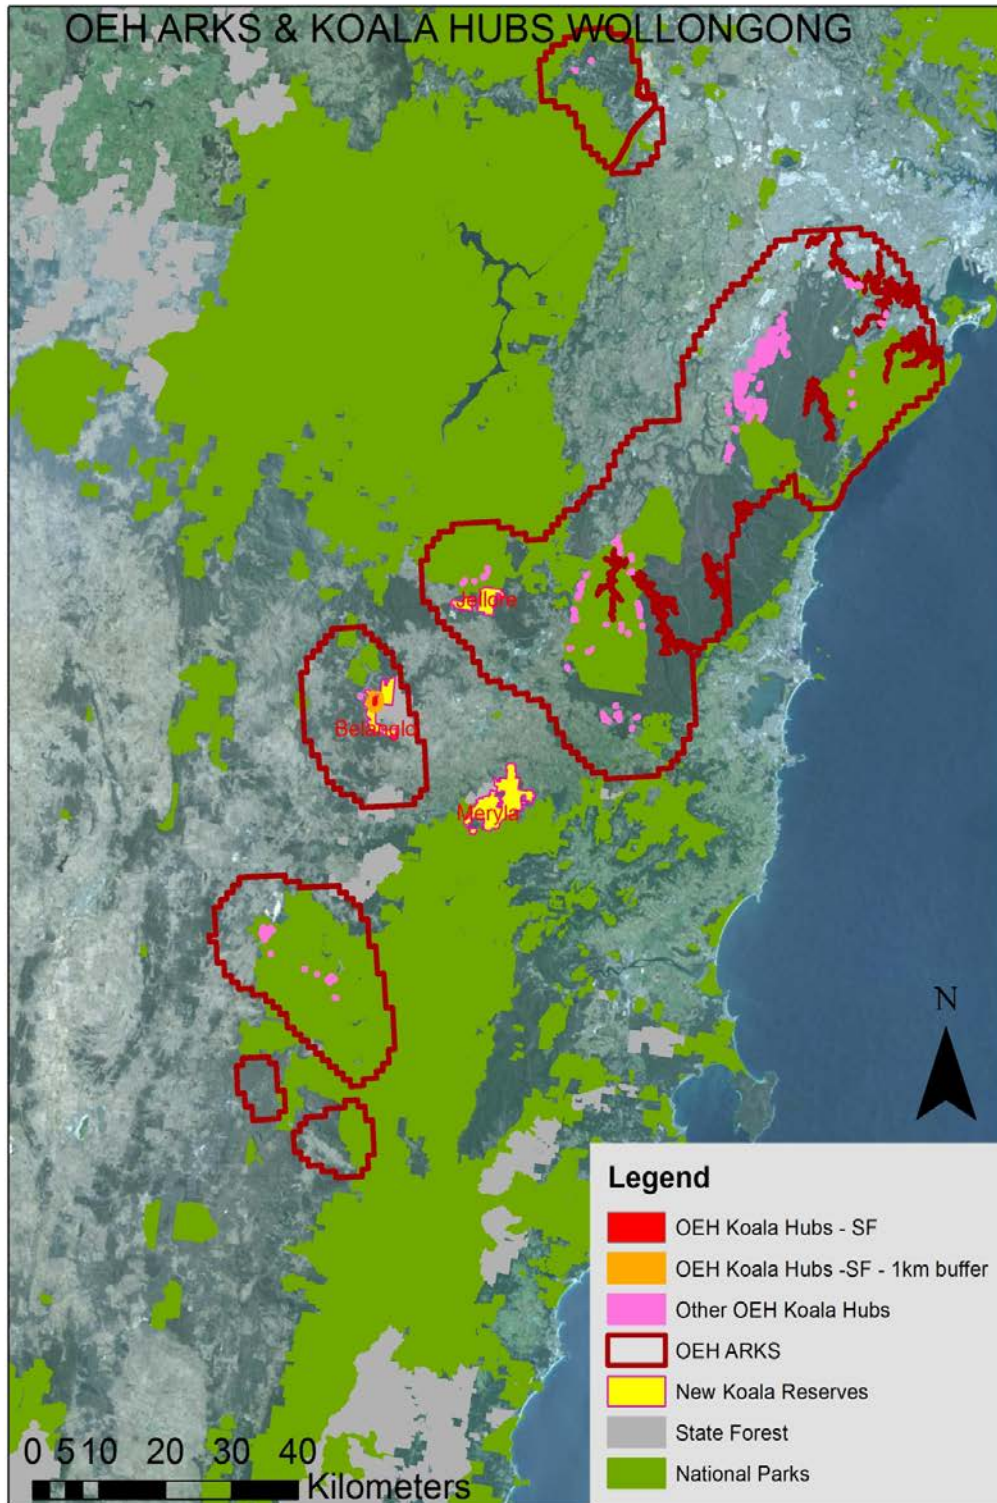 OEH ARKS & KOALA HUBS WOLLONGONG
Jellore
Belanglo
Meryla
N
Legend
OEH Koala Hubs - SF
OEH Koala Hubs -SF - 1km buffer
Other OEH Koala Hubs
OEH ARKS
New Koala Reserves
State Forest
National Parks
0 5 10 20 30 40
Kilometers